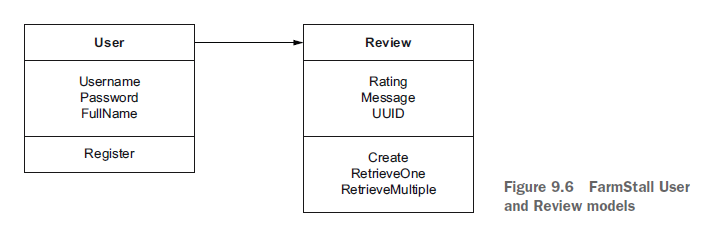 User
Username
Password
FullName
Register
Review
Rating
Message
UUID
Create
RetrieveOne
RetrieveMultiple
Figure 9.6 FarmStall User
and Review models